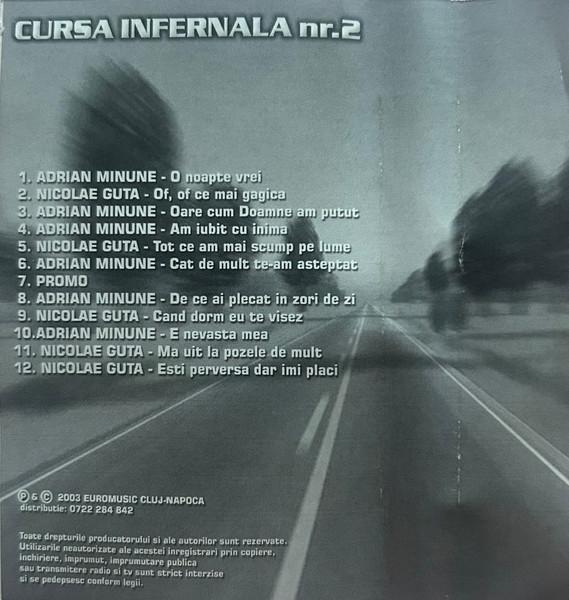 CURSA INFERNALA nr.2
1. ADRIAN MINUNE - O noapte vrei
2. NICOLAE GUTA - Of, of ce mai gagica
3. ADRIAN MINUNE - Oare cum Doamne am putut
4. ADRIAN MINUNE - Am iubit cu inima
5. NICOLAE GUTA - Tot ce am mai scump pe lume
6. ADRIAN MINUNE - Cat de mult te-am asteptat
7. PROMO
8. ADRIAN MINUNE - De ce ai plecat in zori de zi
9. NICOLAE GUTA - Cand dorm eu te visez
10.ADRIAN MINUNE - E nevasta mea
11. NICOLAE GUTA - Ma uit la pozele de mult
12. NICOLAE GUTA - Esti perversa dar imi placi
Ⓟ & © 2003 EUROMUSIC CLUJ-NAPOCA
distributie: 0722 284 842
Toate drepturile producatorului si ale autorilor sunt rezervate.
Utilizarile neautorizate ale acestei inregistrari prin copiere,
inchiriere, imprumut, imprumutare publica
sau transmitere radio si tv sunt strict interzise
si se pedepsesc conform legii.